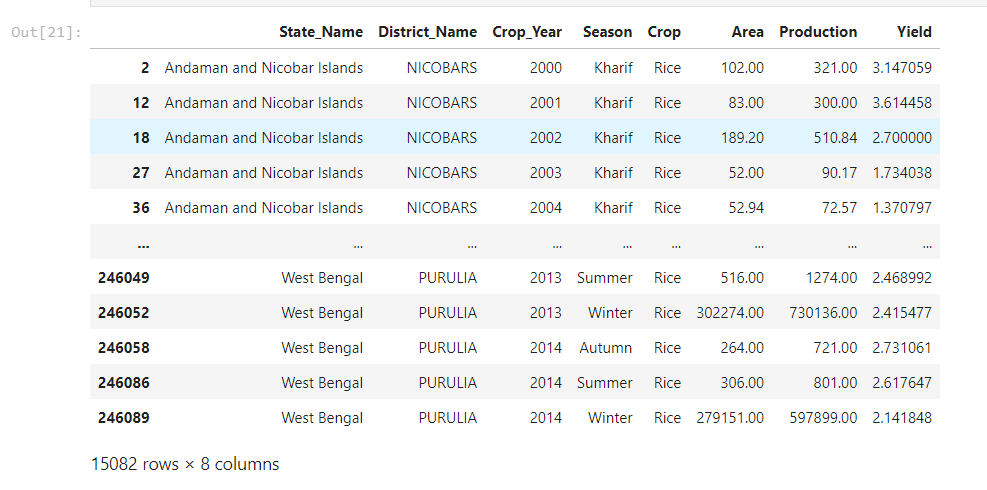 Out[21]:
State_Name District_Name Crop_Year Season Crop Area Production Yield
2 Andaman and Nicobar Islands NICOBARS 2000 Kharif Rice 102.00 321.00 3.147059
12 Andaman and Nicobar Islands NICOBARS 2001 Kharif Rice 83.00 300.00 3.614458
18 Andaman and Nicobar Islands NICOBARS 2002 Kharif Rice 189.20 510.84 2.700000
27 Andaman and Nicobar Islands NICOBARS 2003 Kharif Rice 52.00 90.17 1.734038
36 Andaman and Nicobar Islands NICOBARS 2004 Kharif Rice 52.94 72.57 1.370797
... ... ... ... ... ... ... ... ...
246049 West Bengal PURULIA 2013 Summer Rice 516.00 1274.00 2.468992
246052 West Bengal PURULIA 2013 Winter Rice 302274.00 730136.00 2.415477
246058 West Bengal PURULIA 2014 Autumn Rice 264.00 721.00 2.731061
246086 West Bengal PURULIA 2014 Summer Rice 306.00 801.00 2.617647
246089 West Bengal PURULIA 2014 Winter Rice 279151.00 597899.00 2.141848
15082 rows × 8 columns